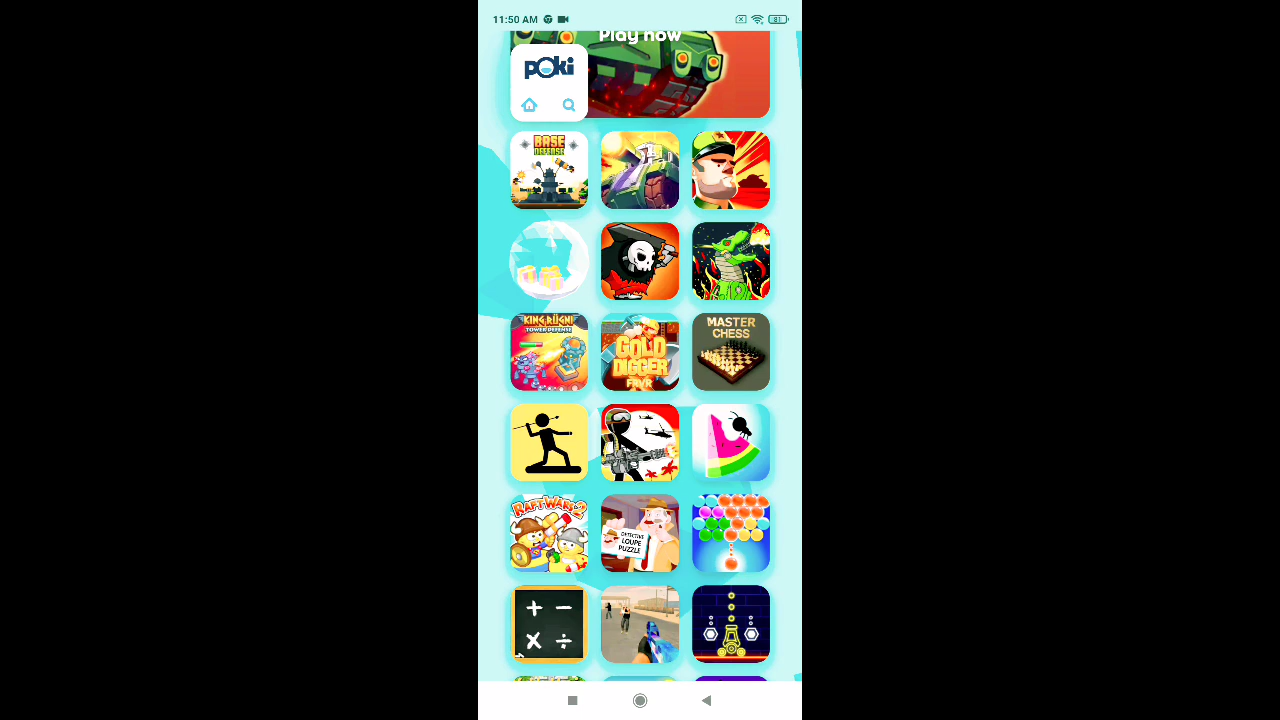 11:50 AM
81
Play now
poki
BASE
DEFENSE
KING RUGNI
TOWER DEFENSE
GOLD
DIGGER
FRVR
MASTER
CHESS
RAFT WARS 2
DETECTIVE
LOUPE
PUZZLE
+ −
× ÷